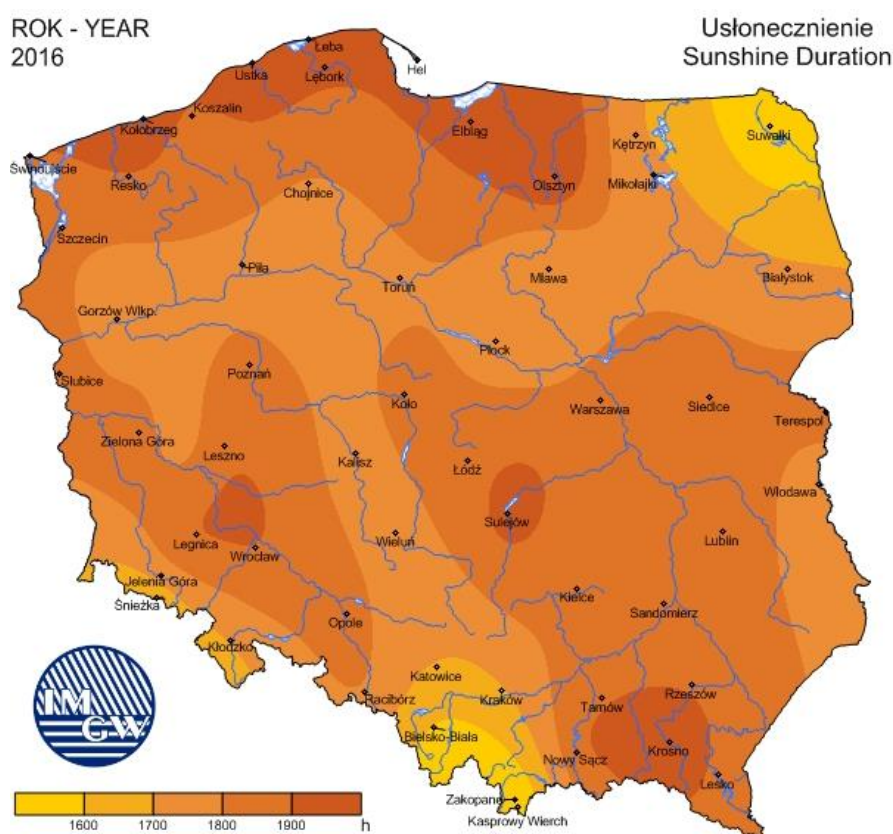 ROK - YEAR
2016
Usłonecznienie
Sunshine Duration
Łeba
Hel
Ustka
Lębork
Koszalin
Kołobrzeg
Elbląg
Suwałki
Kętrzyn
Świnoujście
Resko
Chojnice
Olsztyn
Mikołajki
Szczecin
Piła
Toruń
Mława
Białystok
Gorzów Wlkp.
Płock
Słubice
Poznań
Koło
Warszawa
Siedlce
Terespol
Zielona Góra
Leszno
Kalisz
Łódź
Włodawa
Sulejów
Legnica
Wrocław
Wieluń
Lublin
Jelenia Góra
Śnieżka
Opole
Kielce
Sandomierz
Kłodzko
Katowice
Racibórz
Kraków
Tarnów
Rzeszów
Bielsko-Biała
Nowy Sącz
Krosno
Lesko
Zakopane
Kasprowy Wierch
IM
GW
1600 1700 1800 1900 h